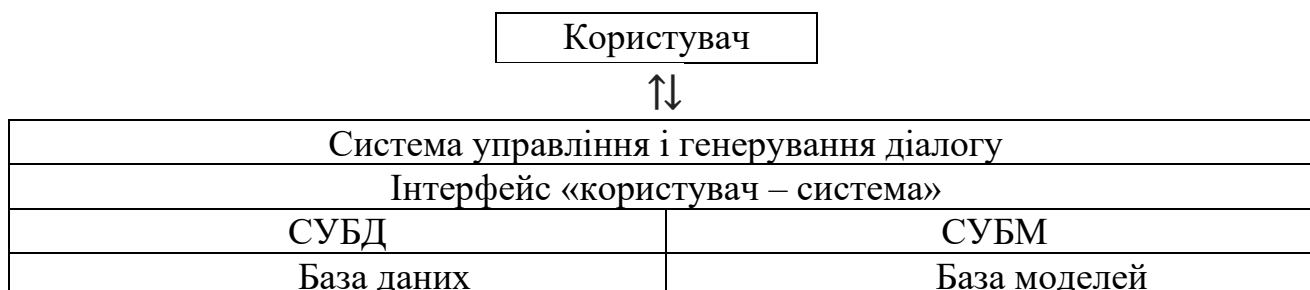 Користувач
⇅
Система управління і генерування діалогу
Інтерфейс «користувач – система»
СУБД СУБМ
База даних База моделей